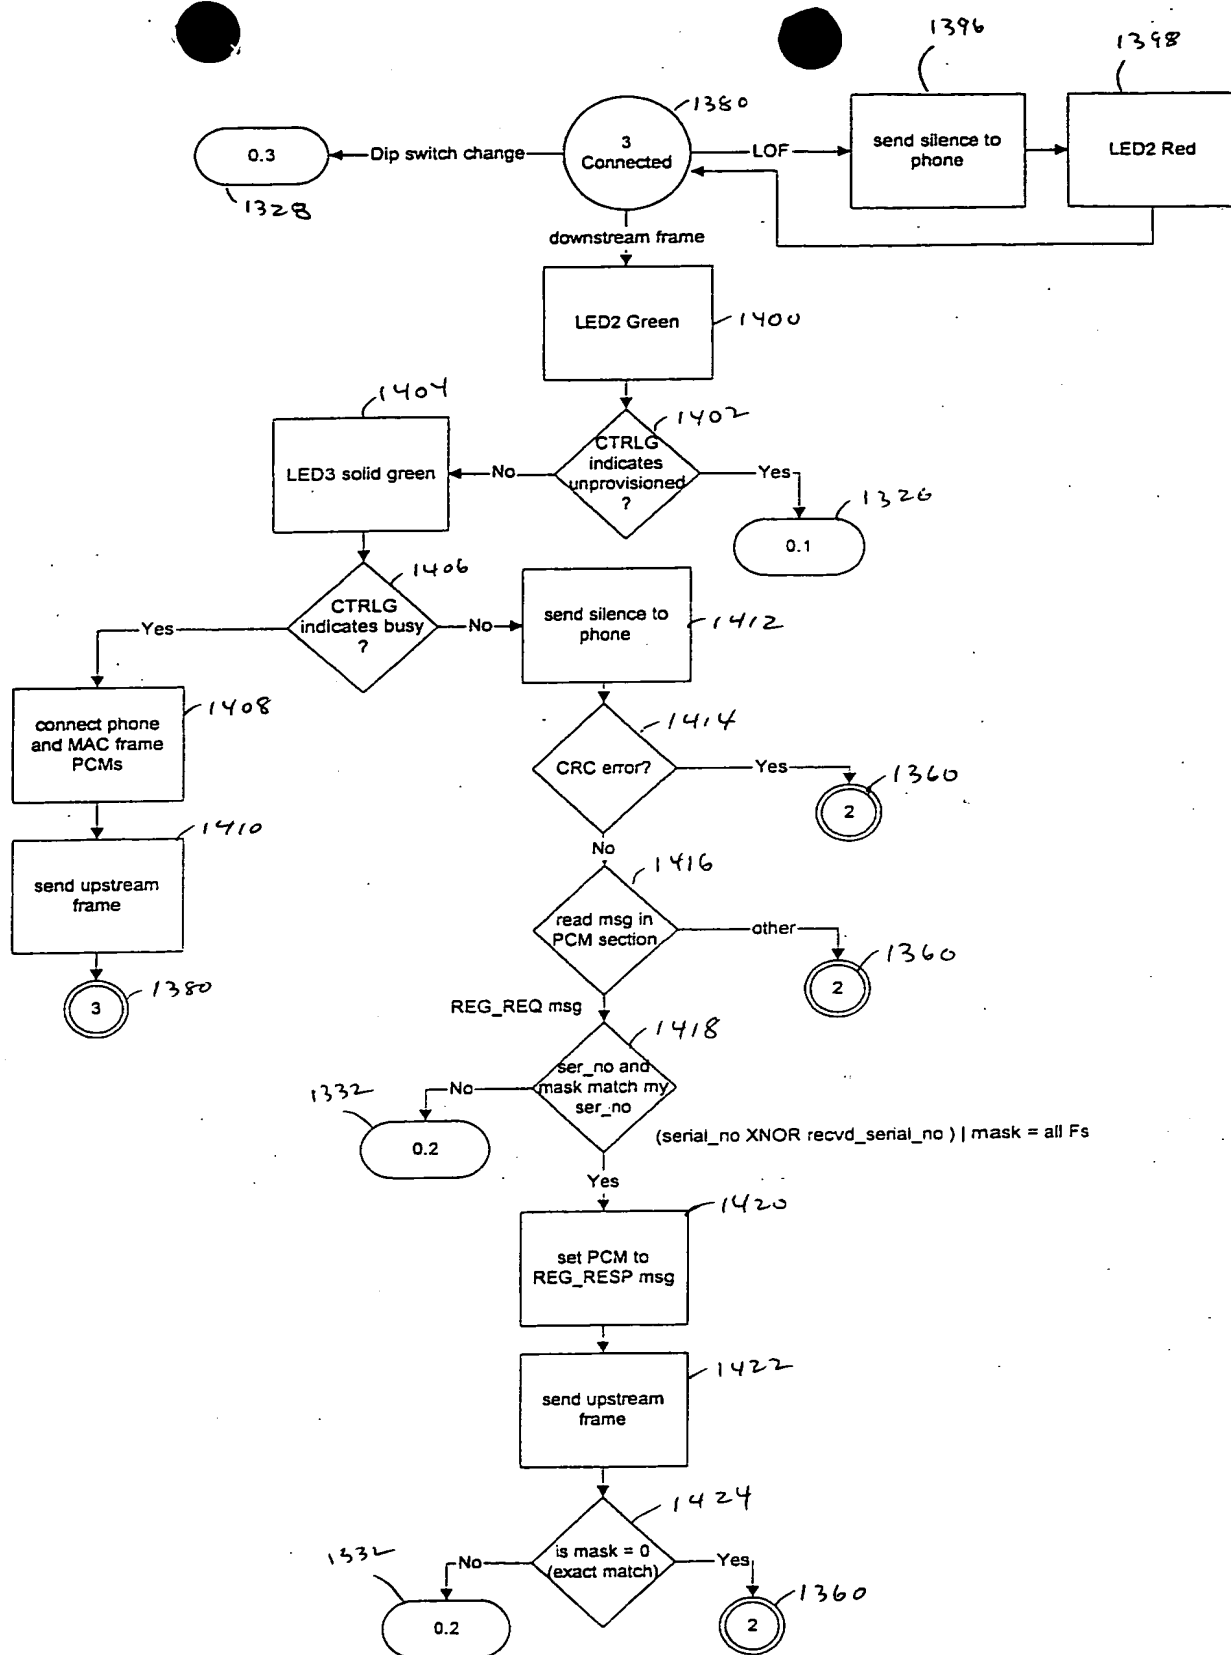 1396
1398
1380
0.3
Dip switch change
3
Connected
LOF
send silence to
phone
LED2 Red
1328
downstream frame
LED2 Green
1400
1404
1402
LED3 solid green
No
CTRLG
indicates
unprovisioned
?
Yes
1326
0.1
1406
CTRLG
indicates busy
?
Yes
No
send silence to
phone
1412
1408
connect phone
and MAC frame
PCMs
1414
CRC error?
Yes
1360
2
1410
send upstream
frame
No
1416
read msg in
PCM section
other
1360
2
1380
3
REG_REQ msg
1418
ser_no and
mask match my
ser_no
No
1332
0.2
(serial_no XNOR recvd_serial_no ) | mask = all Fs
Yes
1420
set PCM to
REG_RESP msg
1422
send upstream
frame
1424
is mask = 0
(exact match)
No
1332
0.2
Yes
1360
2